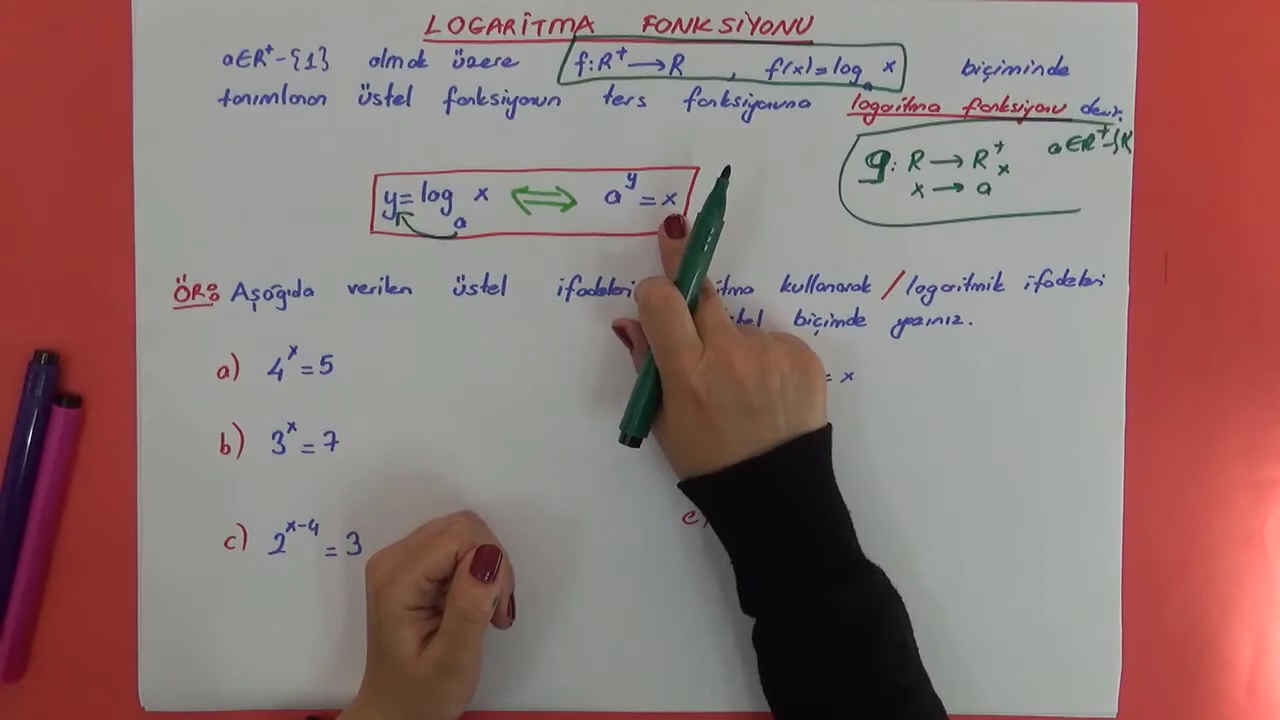 LOGARİTMA FONKSİYONU
a∈R⁺-{1} olmak üzere f:R⁺→R , f(x)=logₐ x biçiminde
tanımlanan üstel fonksiyonun ters fonksiyonuna logaritma fonksiyonu denir.
g: R → R⁺ a∈R⁺-
x → aˣ
y=logₐ x ⇔ aʸ=x
ÖR: Aşağıda verilen üstel ifadeleri kullanarak / logaritmik ifadeleri
biçimde yazınız.
a) 4ˣ=5
= x
b) 3ˣ=7
c) 2ˣ⁻⁴=3